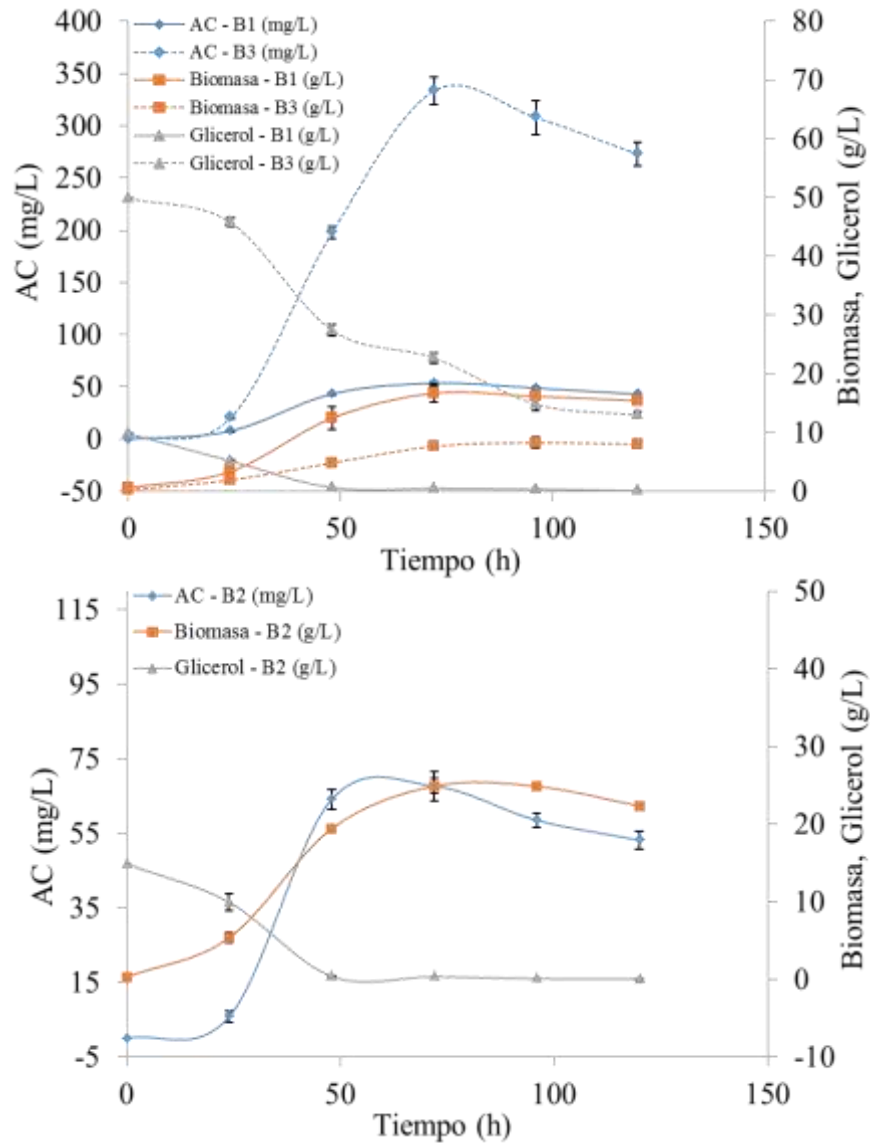 AC - B1 (mg/L)
AC - B3 (mg/L)
Biomasa - B1 (g/L)
Biomasa - B3 (g/L)
Glicerol - B1 (g/L)
Glicerol - B3 (g/L)
400
350
300
250
200
150
100
50
0
-50
AC (mg/L)
80
70
60
50
40
30
20
10
0
Biomasa, Glicerol (g/L)
0
50
100
150
Tiempo (h)
AC - B2 (mg/L)
Biomasa - B2 (g/L)
Glicerol - B2 (g/L)
115
95
75
55
35
15
-5
AC (mg/L)
50
40
30
20
10
0
-10
Biomasa, Glicerol (g/L)
0
50
100
150
Tiempo (h)